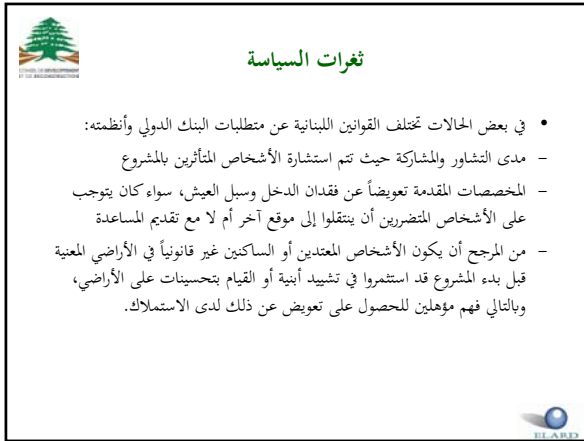 ثغرات السياسة
• في بعض الحالات تختلف القوانين اللبنانية عن متطلبات البنك الدولي وأنظمته:
– مدى التشاور والمشاركة حيث تتم استشارة الأشخاص المتأثرين بالمشروع
– المخصصات المقدمة تعويضاً عن فقدان الدخل وسبل العيش، سواء كان يتوجب
على الأشخاص المتضررين أن ينتقلوا إلى موقع آخر أم لا مع تقديم المساعدة
– من المرجح أن يكون الأشخاص المعتدين أو الساكنين غير قانونياً في الأراضي المعنية
قبل بدء المشروع قد استثمروا في تشييد أبنية أو القيام بتحسينات على الأراضي،
وبالتالي فهم مؤهلين للحصول على تعويض عن ذلك لدى الاستملاك.
ELARD